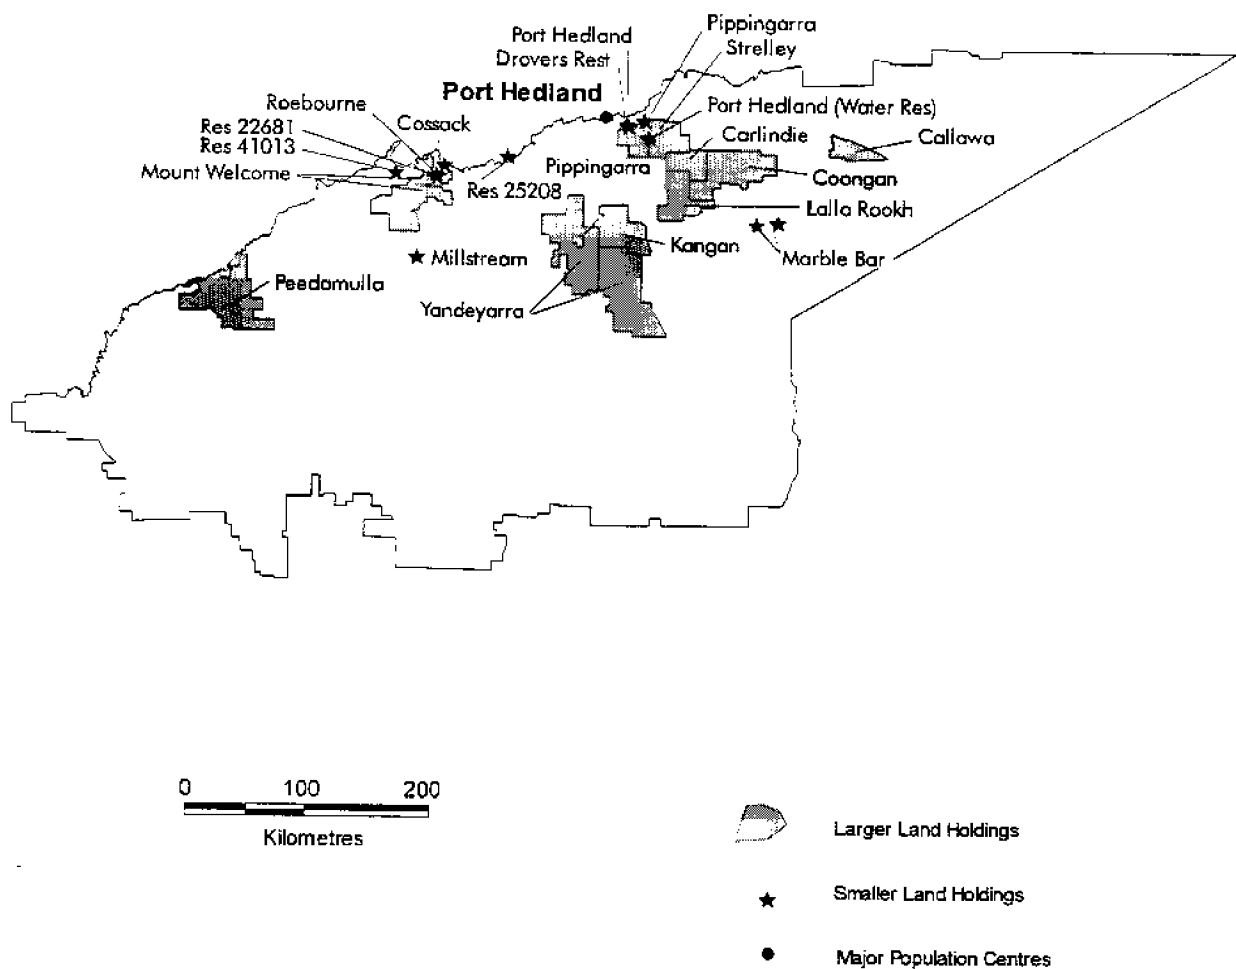 Port Hedland
Drovers Rest
Pippingarra
Strelley
Port Hedland
Port Hedland (Water Res)
Roebourne
Res 22681
Res 41013
Cossack
Mount Welcome
Res 25208
Pippingarra
Carlindie
Callawa
Coongan
Lalla Rookh
Kangan
Marble Bar
Millstream
Peedamulla
Yandeyarra
0 100 200
Kilometres
Larger Land Holdings
Smaller Land Holdings
Major Population Centres